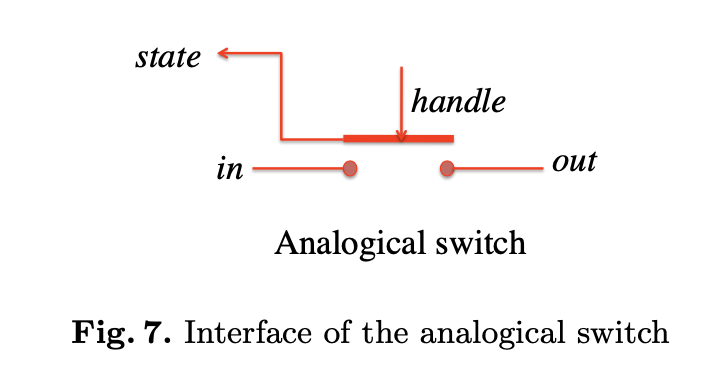 state
handle
in
out
Analogical switch
Fig. 7. Interface of the analogical switch